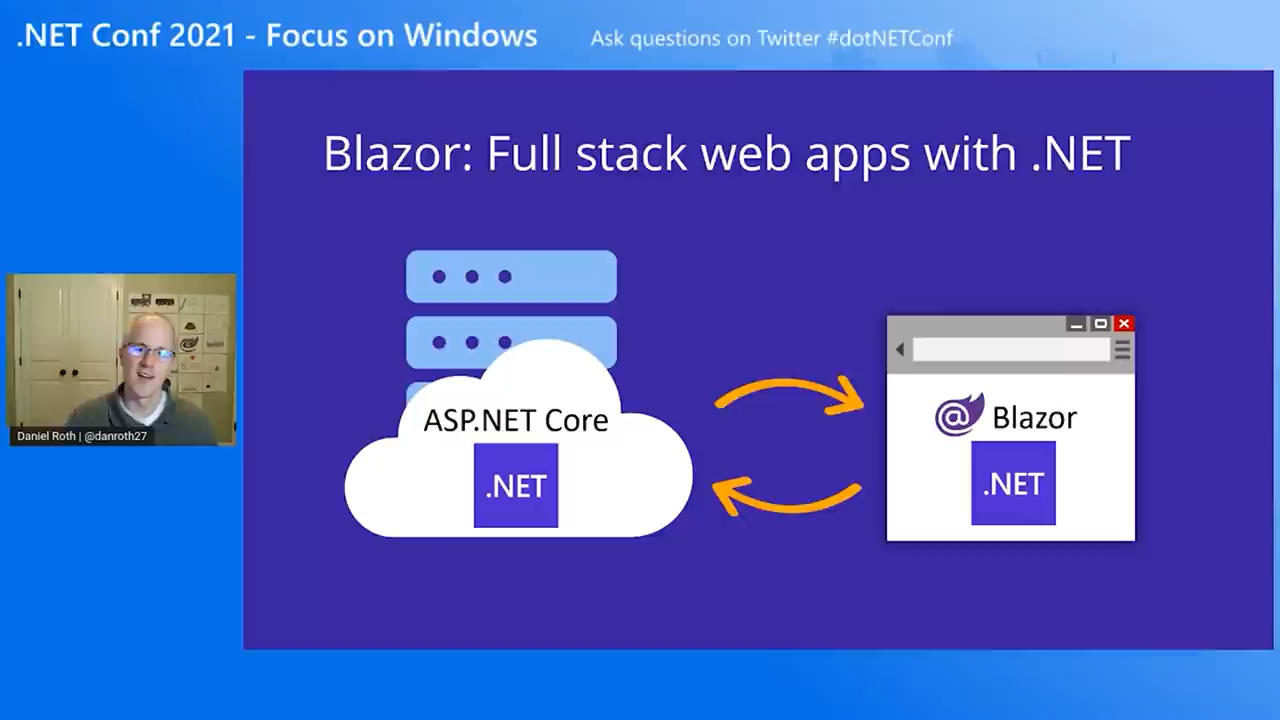 .NET Conf 2021 - Focus on Windows
Ask questions on Twitter #dotNETConf
Blazor: Full stack web apps with .NET
ASP.NET Core
.NET
@ Blazor
.NET
Daniel Roth | @danroth27